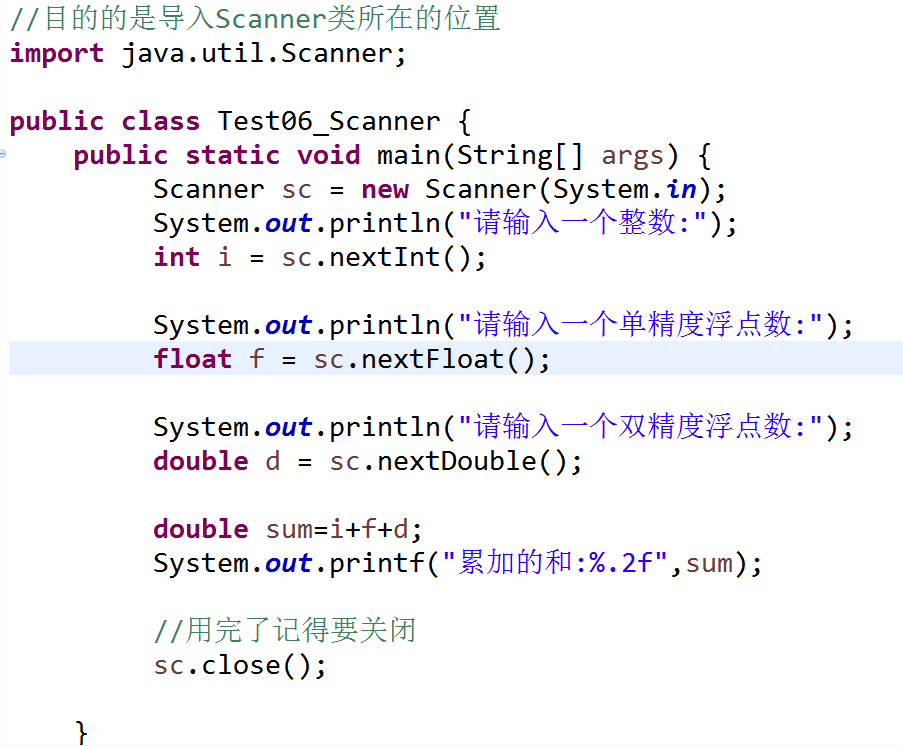 //目的的是导入Scanner类所在的位置
import java.util.Scanner;
public class Test06_Scanner {
public static void main(String[] args) {
Scanner sc = new Scanner(System.in);
System.out.println("请输入一个整数:");
int i = sc.nextInt();
System.out.println("请输入一个单精度浮点数:");
float f = sc.nextFloat();
System.out.println("请输入一个双精度浮点数:");
double d = sc.nextDouble();
double sum=i+f+d;
System.out.printf("累加的和:%.2f",sum);
//用完了记得要关闭
sc.close();
}